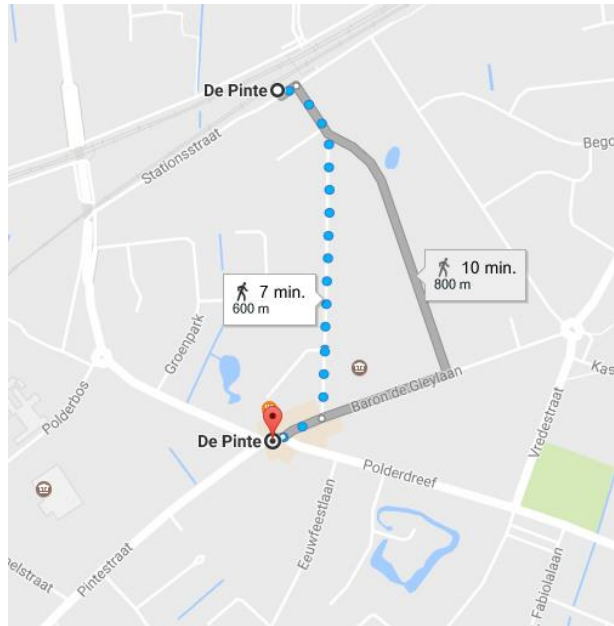 De Pinte
Stationsstraat
Bego
7 min.
600 m
10 min.
800 m
Groenpark
Polderbos
Baron de Gieylaan
Kas
Vredestraat
De Pinte
Polderdreef
Eeuwfeestlaan
Pintestraat
elstraat
Fabiolalaan